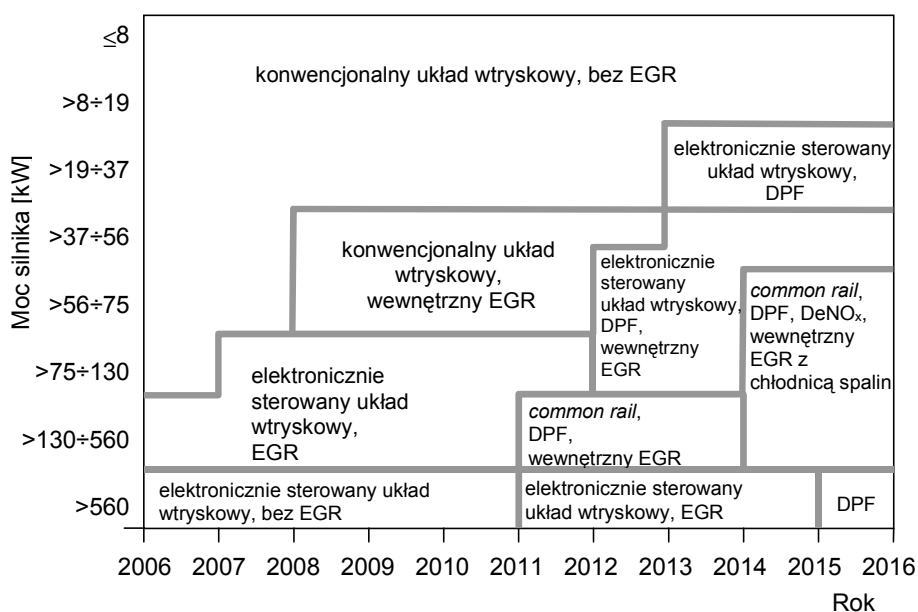 Moc silnika [kW]
≤8
>8÷19
>19÷37
>37÷56
>56÷75
>75÷130
>130÷560
>560
konwencjonalny układ wtryskowy, bez EGR
elektronicznie sterowany
układ wtryskowy,
DPF
konwencjonalny układ
wtryskowy,
wewnętrzny EGR
elektronicznie
sterowany
układ wtryskowy,
DPF,
wewnętrzny
EGR
common rail,
DPF, DeNOx,
wewnętrzny
EGR z
chłodnicą spalin
elektronicznie
sterowany układ
wtryskowy,
EGR
common rail,
DPF,
wewnętrzny EGR
elektronicznie sterowany układ
wtryskowy, bez EGR
elektronicznie sterowany
układ wtryskowy, EGR
DPF
2006 2007 2008 2009 2010 2011 2012 2013 2014 2015 2016
Rok